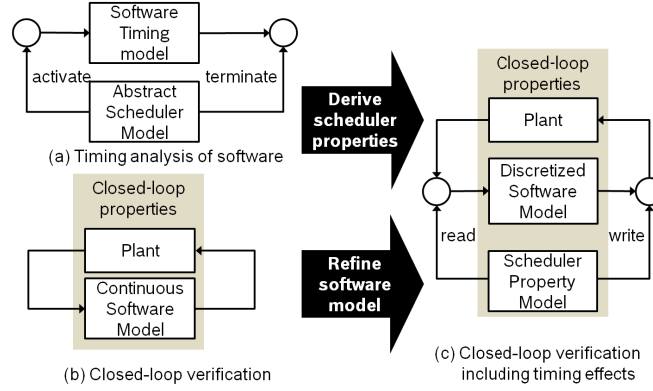 Software
Timing
model
activate
terminate
Abstract
Scheduler
Model
(a) Timing analysis of software
Closed-loop
properties
Plant
Continuous
Software
Model
(b) Closed-loop verification
Derive
scheduler
properties
Refine
software
model
Closed-loop
properties
Plant
Discretized
Software
Model
read
write
Scheduler
Property
Model
(c) Closed-loop verification
including timing effects